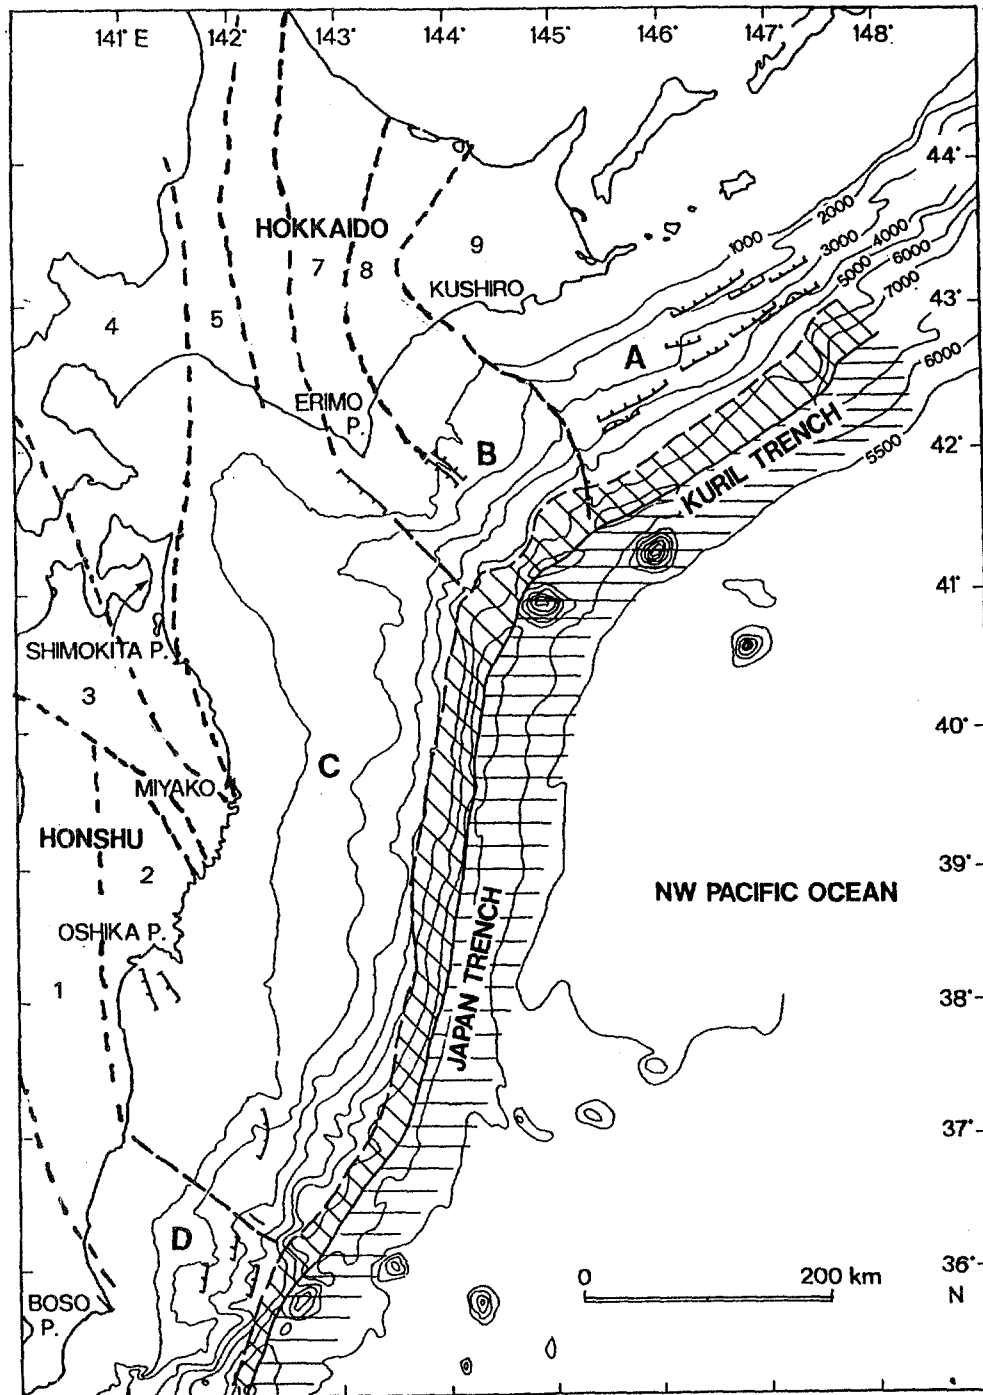 141° E 142° 143° 144° 145° 146° 147° 148°
44°
HOKKAIDO
9
7 8
KUSHIRO
1000
2000
3000
4000
5000
6000
7000
43°
4
5
A
6000
ERIMO
P.
B
5500
42°
KURIL TRENCH
41°
SHIMOKITA P.
3
40°
C
MIYAKO
HONSHU
2
39°
NW PACIFIC OCEAN
OSHIKA P.
1
38°
JAPAN TRENCH
37°
D
36°
N
0 200 km
BOSO
P.